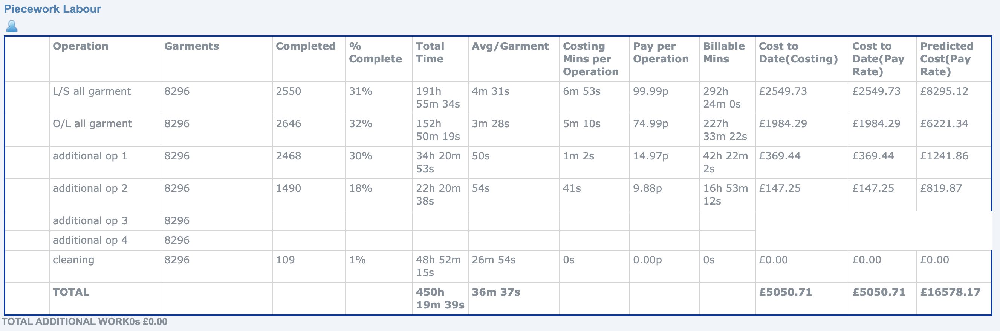 Piecework Labour
Operation Garments Completed % Complete Total Time Avg/Garment Costing Mins per Operation Pay per Operation Billable Mins Cost to Date(Costing) Cost to Date(Pay Rate) Predicted Cost(Pay Rate)
L/S all garment 8296 2550 31% 191h 55m 34s 4m 31s 6m 53s 99.99p 292h 24m 0s £2549.73 £2549.73 £8295.12
O/L all garment 8296 2646 32% 152h 50m 19s 3m 28s 5m 10s 74.99p 227h 33m 22s £1984.29 £1984.29 £6221.34
additional op 1 8296 2468 30% 34h 20m 53s 50s 1m 2s 14.97p 42h 22m 2s £369.44 £369.44 £1241.86
additional op 2 8296 1490 18% 22h 20m 38s 54s 41s 9.88p 16h 53m 12s £147.25 £147.25 £819.87
additional op 3 8296
additional op 4 8296
cleaning 8296 109 1% 48h 52m 15s 26m 54s 0s 0.00p 0s £0.00 £0.00 £0.00
TOTAL 450h 19m 39s 36m 37s £5050.71 £5050.71 £16578.17
TOTAL ADDITIONAL WORK0s £0.00